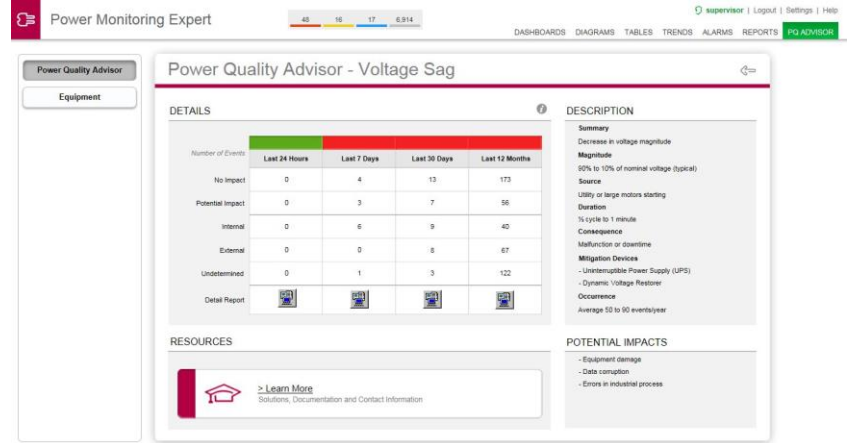 Power Monitoring Expert
48 16 17 6,914
supervisor | Logout | Settings | Help
DASHBOARDS DIAGRAMS TABLES TRENDS ALARMS REPORTS PQ ADVISOR
Power Quality Advisor
Equipment
Power Quality Advisor - Voltage Sag
DETAILS
Number of Events Last 24 Hours Last 7 Days Last 30 Days Last 12 Months
No Impact 0 4 13 173
Potential Impact 0 3 7 56
Internal 0 6 9 40
External 0 0 8 67
Undetermined 0 1 3 122
Detail Report
RESOURCES
> Learn More
Solutions, Documentation and Contact Information
DESCRIPTION
Summary
Decrease in voltage magnitude
Magnitude
90% to 10% of nominal voltage (typical)
Source
Utility or large motors starting
Duration
½ cycle to 1 minute
Consequence
Malfunction or downtime
Mitigation Devices
- Uninterruptible Power Supply (UPS)
- Dynamic Voltage Restorer
Occurrence
Average 50 to 90 events/year
POTENTIAL IMPACTS
- Equipment damage
- Data corruption
- Errors in industrial process